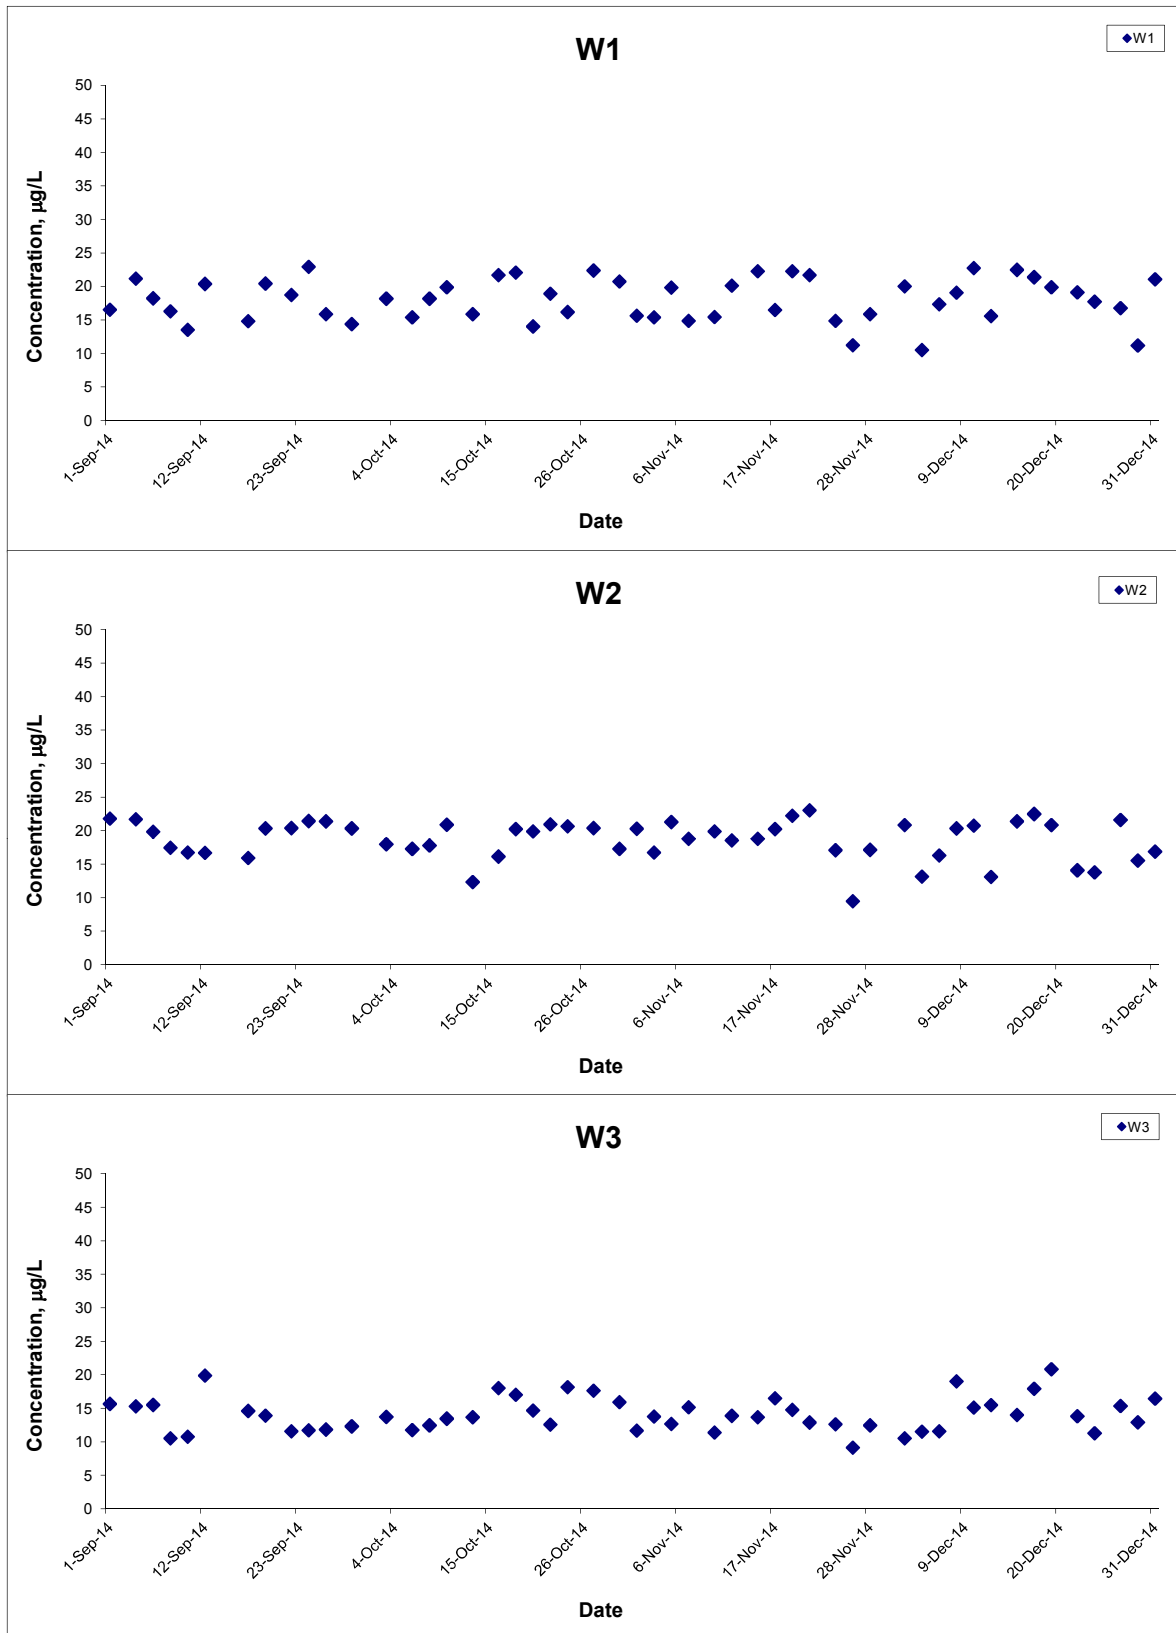 W1
W1
50
45
40
35
30
25
20
15
10
5
0
Concentration, µg/L
1-Sep-14
12-Sep-14
23-Sep-14
4-Oct-14
15-Oct-14
26-Oct-14
6-Nov-14
17-Nov-14
28-Nov-14
9-Dec-14
20-Dec-14
31-Dec-14
Date
W2
W2
50
45
40
35
30
25
20
15
10
5
0
Concentration, µg/L
1-Sep-14
12-Sep-14
23-Sep-14
4-Oct-14
15-Oct-14
26-Oct-14
6-Nov-14
17-Nov-14
28-Nov-14
9-Dec-14
20-Dec-14
31-Dec-14
Date
W3
W3
50
45
40
35
30
25
20
15
10
5
0
Concentration, µg/L
1-Sep-14
12-Sep-14
23-Sep-14
4-Oct-14
15-Oct-14
26-Oct-14
6-Nov-14
17-Nov-14
28-Nov-14
9-Dec-14
20-Dec-14
31-Dec-14
Date